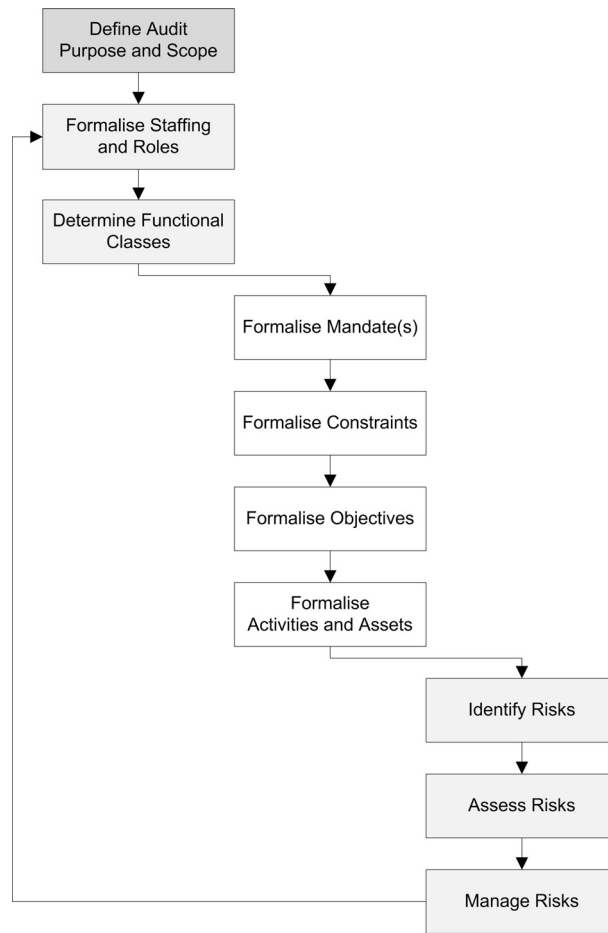 Define Audit
Purpose and Scope
Formalise Staffing
and Roles
Determine Functional
Classes
Formalise Mandate(s)
Formalise Constraints
Formalise Objectives
Formalise
Activities and Assets
Identify Risks
Assess Risks
Manage Risks